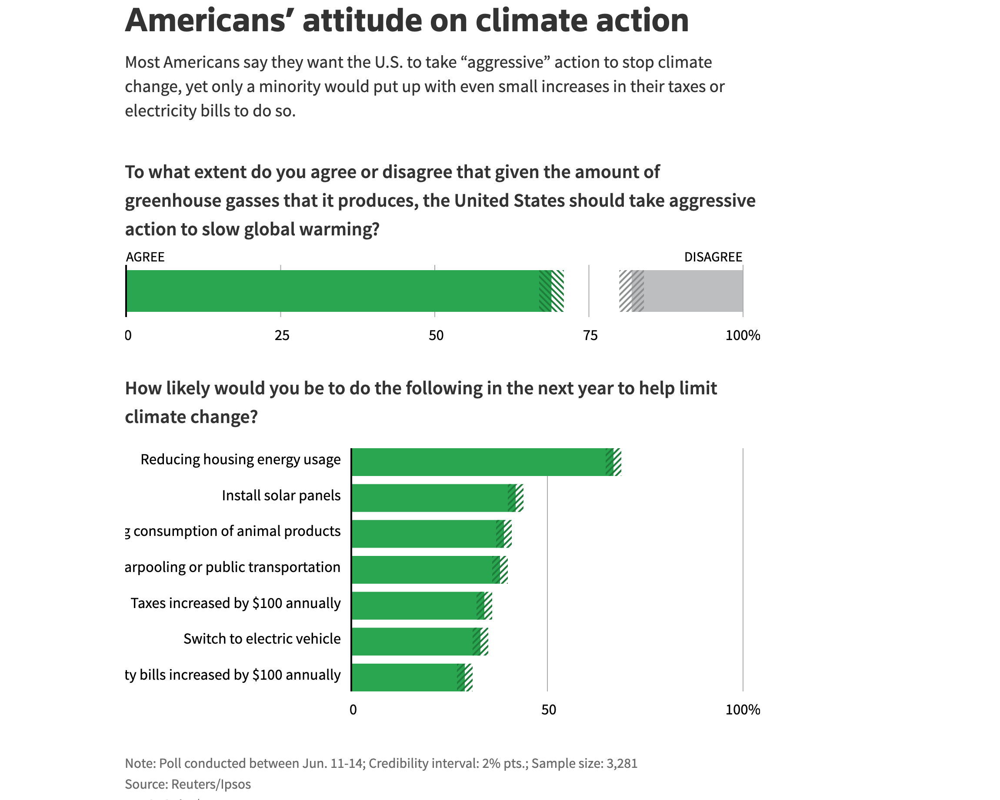 Americans’ attitude on climate action
Most Americans say they want the U.S. to take “aggressive” action to stop climate
change, yet only a minority would put up with even small increases in their taxes or
electricity bills to do so.
To what extent do you agree or disagree that given the amount of
greenhouse gasses that it produces, the United States should take aggressive
action to slow global warming?
AGREE DISAGREE
0 25 50 75 100%
How likely would you be to do the following in the next year to help limit
climate change?
Reducing housing energy usage
Install solar panels
g consumption of animal products
arpooling or public transportation
Taxes increased by $100 annually
Switch to electric vehicle
ty bills increased by $100 annually
0 50 100%
Note: Poll conducted between Jun. 11-14; Credibility interval: 2% pts.; Sample size: 3,281
Source: Reuters/Ipsos